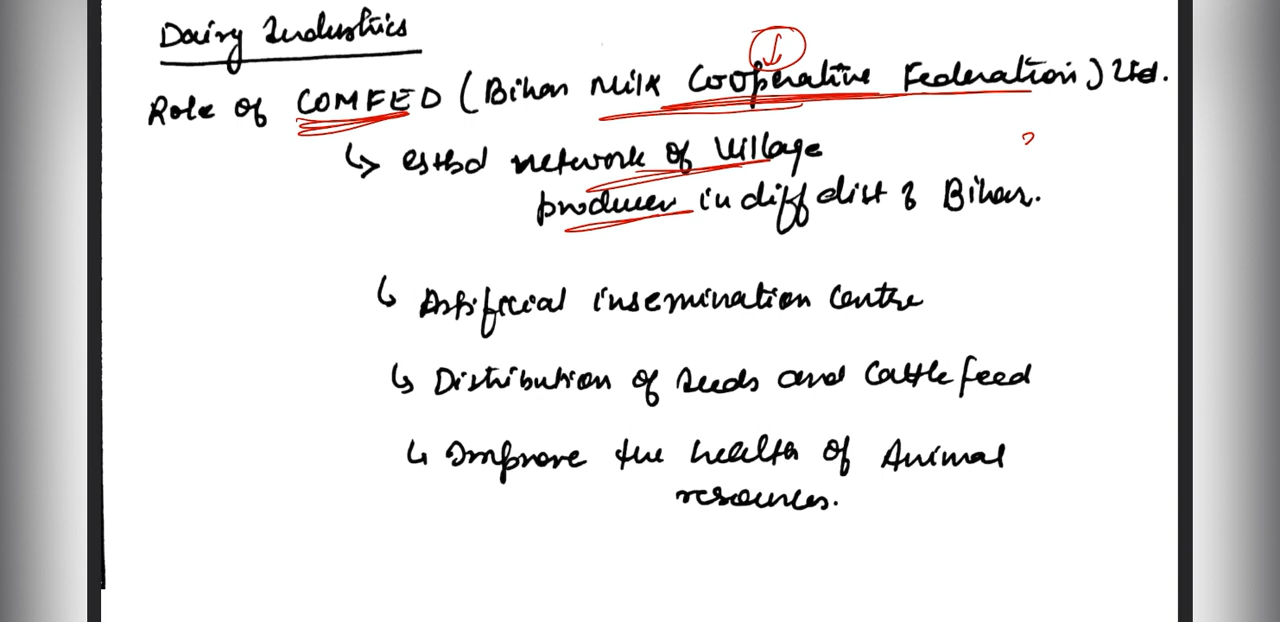 Dairy Industries
Role of COMFED (Bihar Milk Cooperative Federation) Ltd.
↳ estbd network of Village
producer in diff dist of Bihar.
↳ Artificial insemination centre
↳ Distribution of seeds and Cattle feed
↳ Improve the health of Animal
resources.